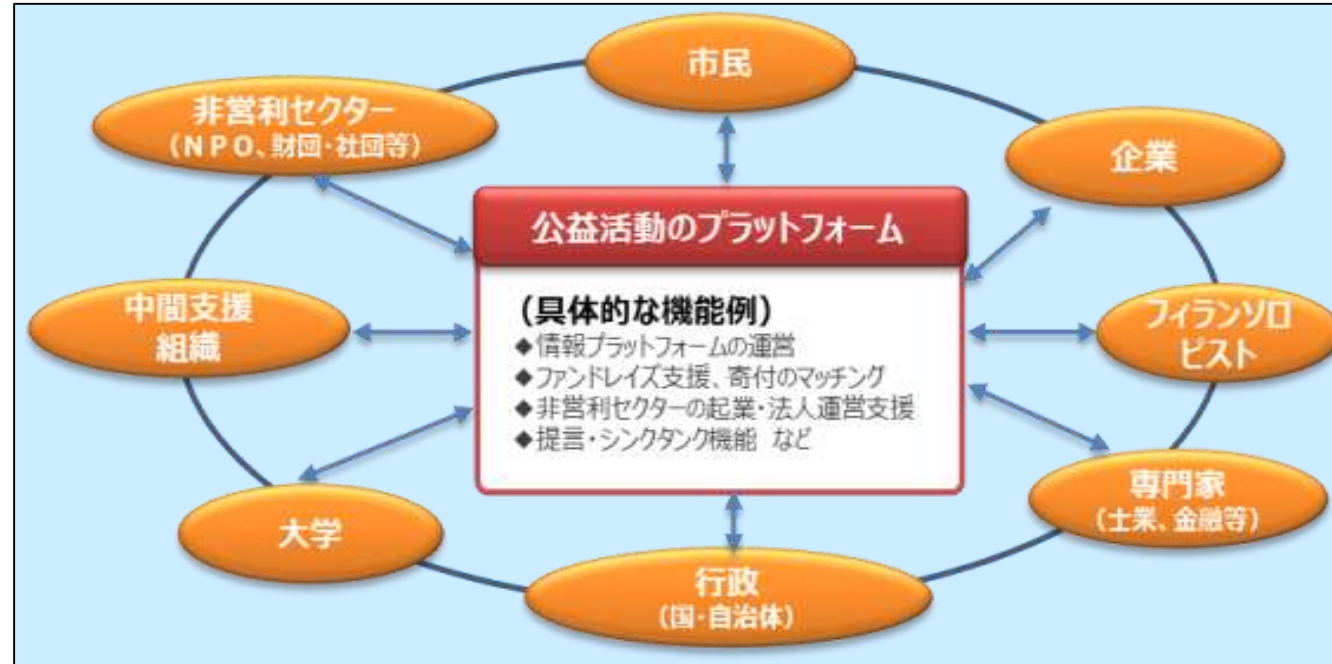 市民
非営利セクター
（ＮＰＯ、財団・社団等）
企業
公益活動のプラットフォーム
（具体的な機能例）
◆情報プラットフォームの運営
◆ファンドレイズ支援、寄付のマッチング
◆非営利セクターの起業・法人運営支援
◆提言・シンクタンク機能 など
中間支援
組織
フィランソロ
ピスト
大学
専門家
（士業、金融等）
行政
（国・自治体）